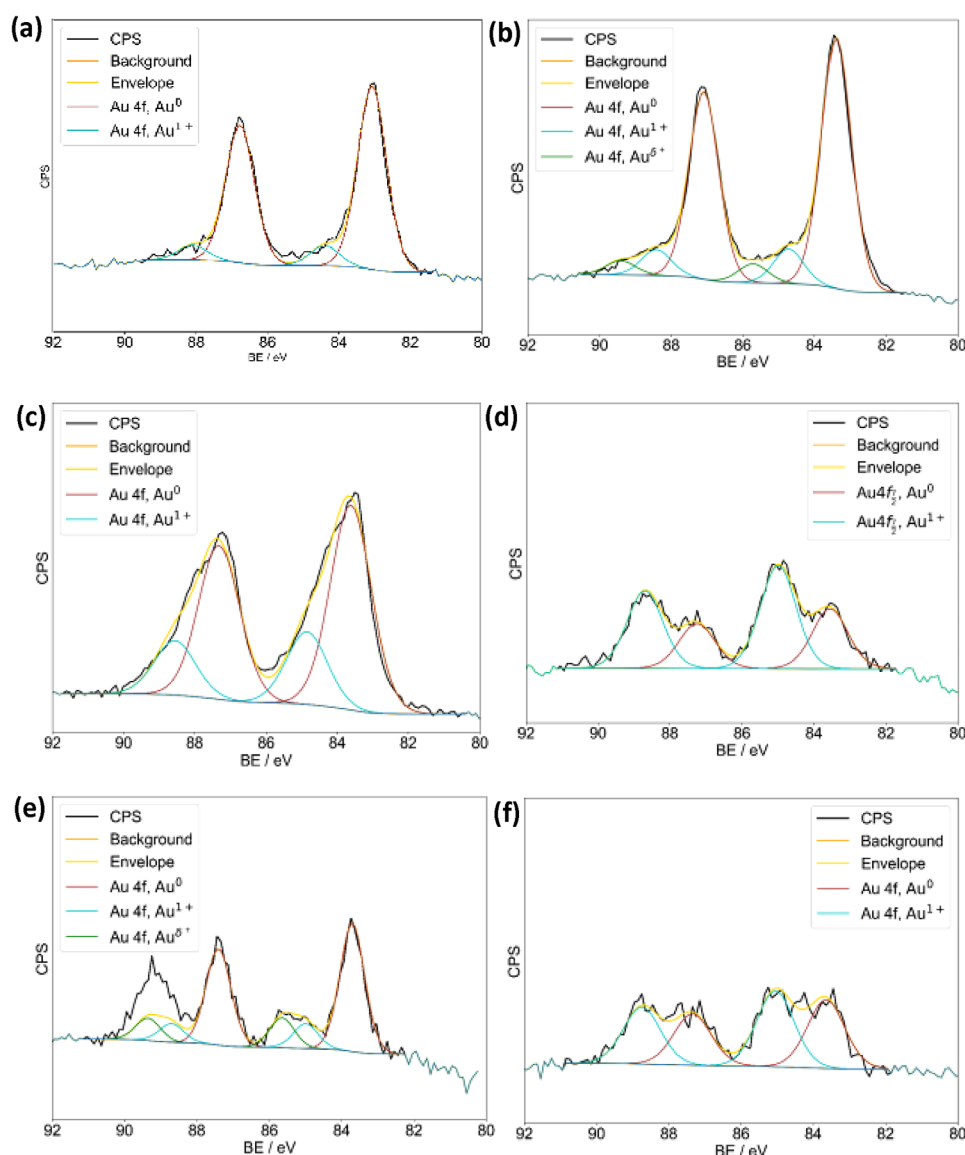 (a)
CPS
Background
Envelope
Au 4f, Au⁰
Au 4f, Au¹⁺
CPS
92 90 88 86 84 82 80
BE / eV
(b)
CPS
Background
Envelope
Au 4f, Au⁰
Au 4f, Au¹⁺
Au 4f, Auᵟ⁺
CPS
92 90 88 86 84 82 80
BE / eV
(c)
CPS
Background
Envelope
Au 4f, Au⁰
Au 4f, Au¹⁺
CPS
92 90 88 86 84 82 80
BE / eV
(d)
CPS
Background
Envelope
Au4f 7/2, Au⁰
Au4f 7/2, Au¹⁺
CPS
92 90 88 86 84 82 80
BE / eV
(e)
CPS
Background
Envelope
Au 4f, Au⁰
Au 4f, Au¹⁺
Au 4f, Auᵟ⁺
CPS
92 90 88 86 84 82 80
BE / eV
(f)
CPS
Background
Envelope
Au 4f, Au⁰
Au 4f, Au¹⁺
CPS
92 90 88 86 84 82 80
BE / eV